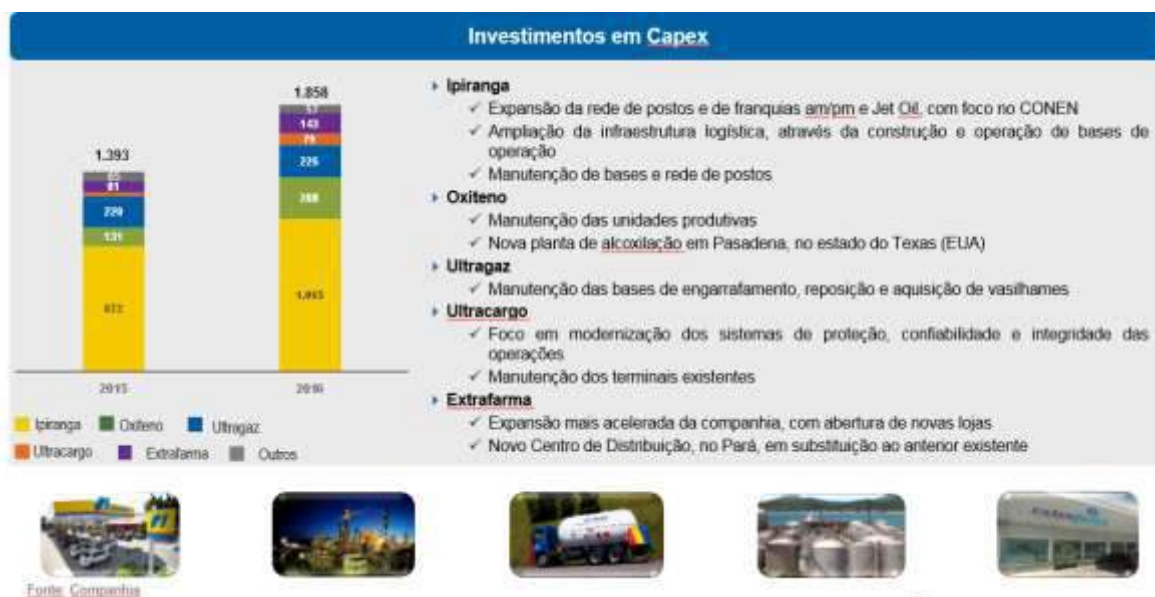 Investimentos em Capex
1.858
143
79
226
288
1.393
81
220
131
2016
Ipiranga
Oxiteno
Ultragaz
Ultracargo
Extrafarma
Outros
Ipiranga
✓ Expansão da rede de postos e de franquias am/pm e Jet Oil, com foco no CONEN
✓ Ampliação da infraestrutura logística, através da construção e operação de bases de
operação
✓ Manutenção de bases e rede de postos
Oxiteno
✓ Manutenção das unidades produtivas
✓ Nova planta de alcoxilação em Pasadena, no estado do Texas (EUA)
Ultragaz
✓ Manutenção das bases de engarrafamento, reposição e aquisição de vasilhames
Ultracargo
✓ Foco em modernização dos sistemas de proteção, confiabilidade e integridade das
operações
✓ Manutenção dos terminais existentes
Extrafarma
✓ Expansão mais acelerada da companhia, com abertura de novas lojas
✓ Novo Centro de Distribuição, no Pará, em substituição ao anterior existente
Fonte: Companhia